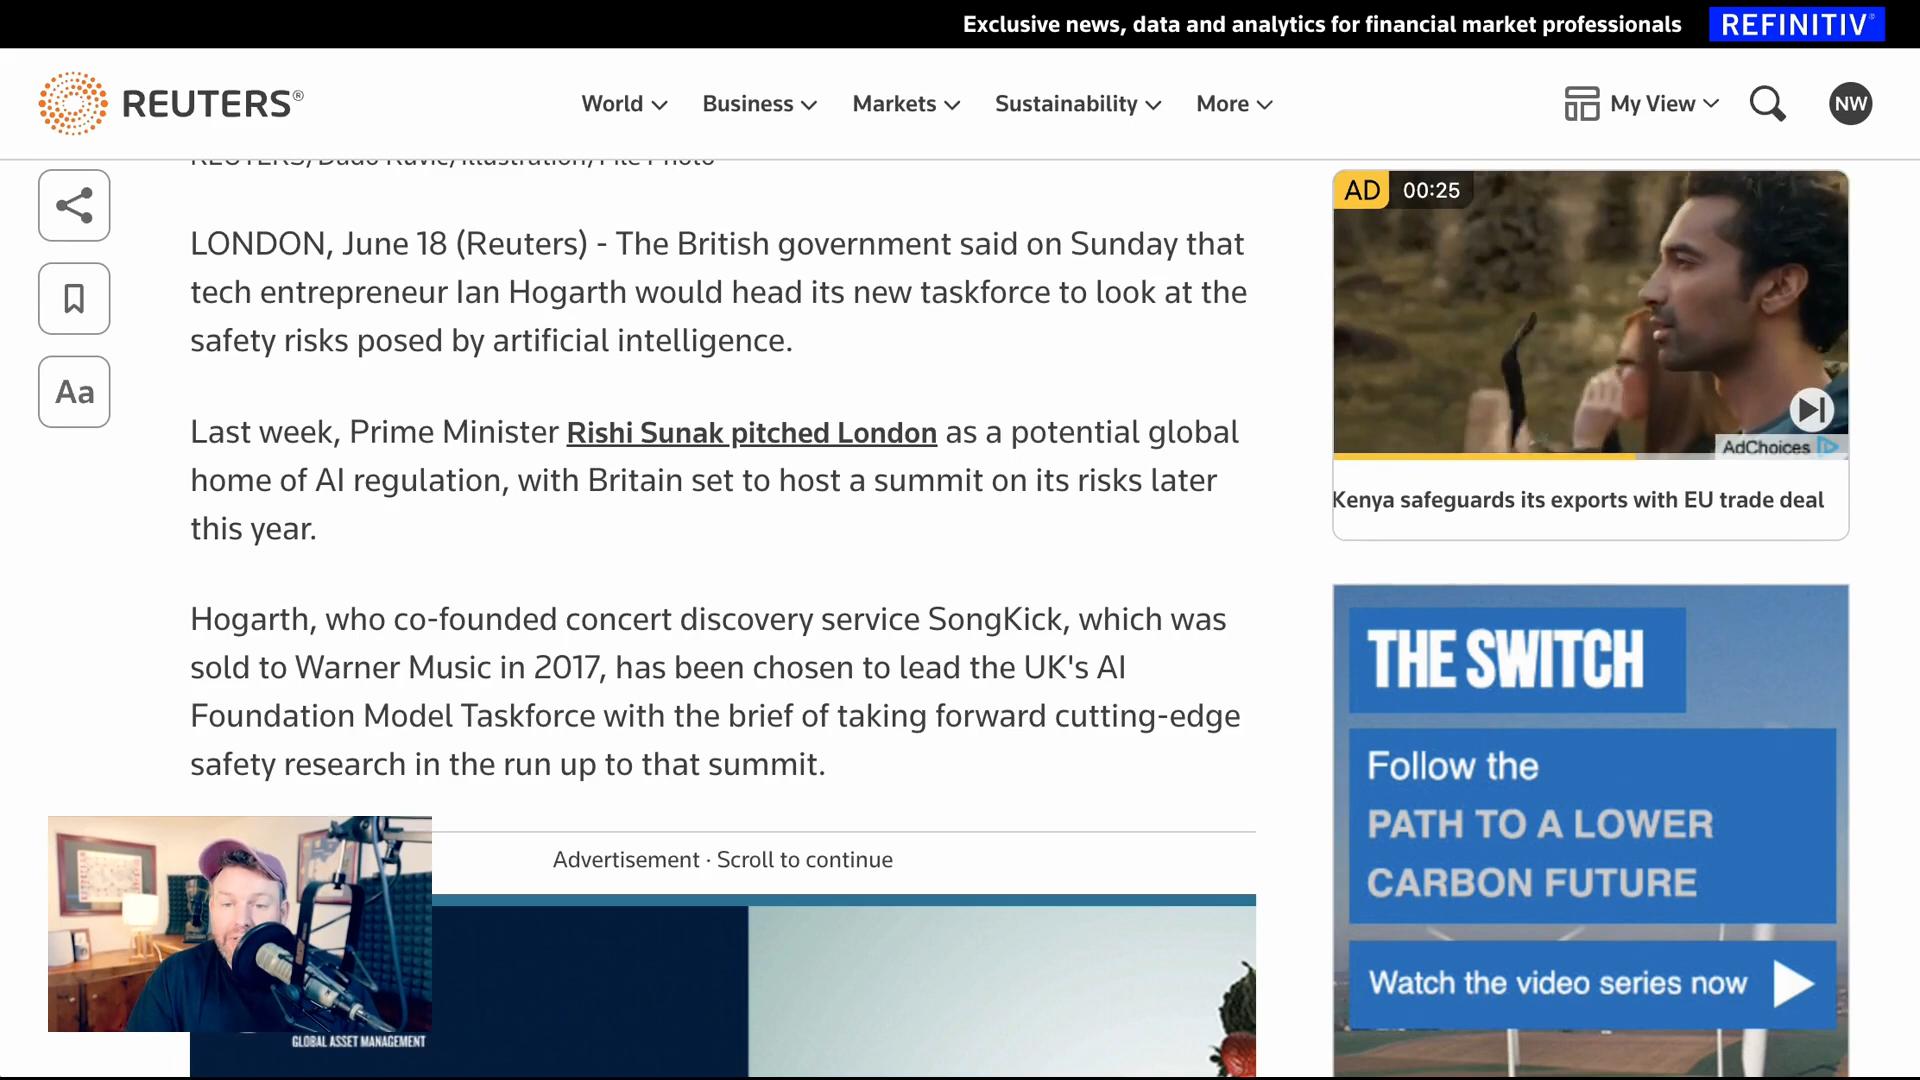 Exclusive news, data and analytics for financial market professionals REFINITIV
REUTERS® World Business Markets Sustainability More My View NW
REUTERS/Dado Ruvic/Illustration/File Photo
AD 00:25
LONDON, June 18 (Reuters) - The British government said on Sunday that
tech entrepreneur Ian Hogarth would head its new taskforce to look at the
safety risks posed by artificial intelligence.
Aa
Last week, Prime Minister Rishi Sunak pitched London as a potential global
home of AI regulation, with Britain set to host a summit on its risks later
this year.
AdChoices
Kenya safeguards its exports with EU trade deal
Hogarth, who co-founded concert discovery service SongKick, which was
sold to Warner Music in 2017, has been chosen to lead the UK's AI
Foundation Model Taskforce with the brief of taking forward cutting-edge
safety research in the run up to that summit.
THE SWITCH
Follow the
PATH TO A LOWER
CARBON FUTURE
Watch the video series now
Advertisement · Scroll to continue
GLOBAL ASSET MANAGEMENT